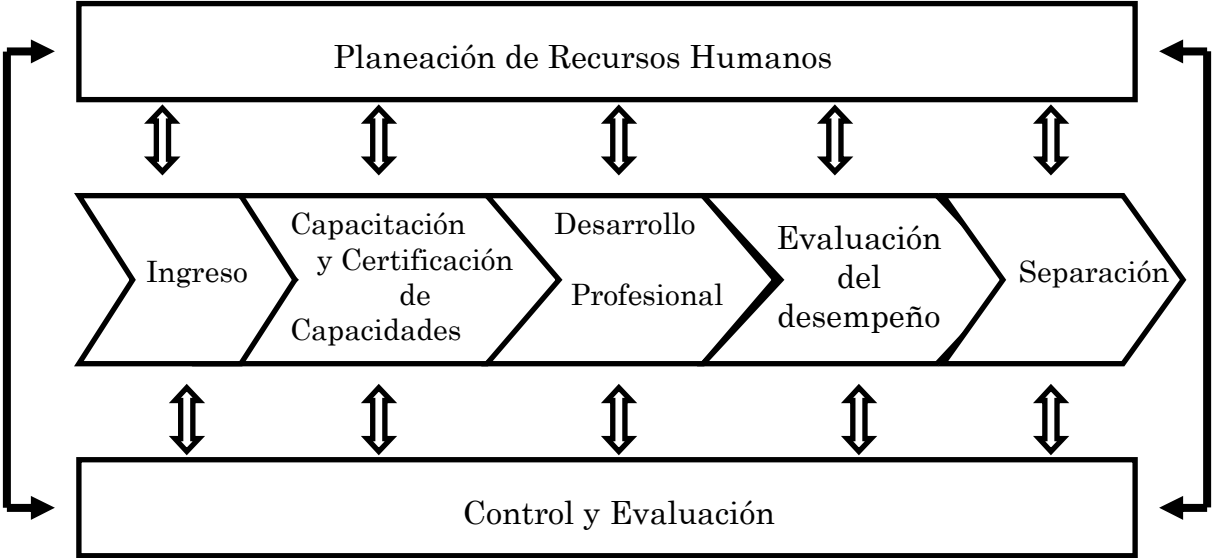 Planeación de Recursos Humanos
Ingreso
Capacitación
y Certificación
de
Capacidades
Desarrollo
Profesional
Evaluación
del
desempeño
Separación
Control y Evaluación